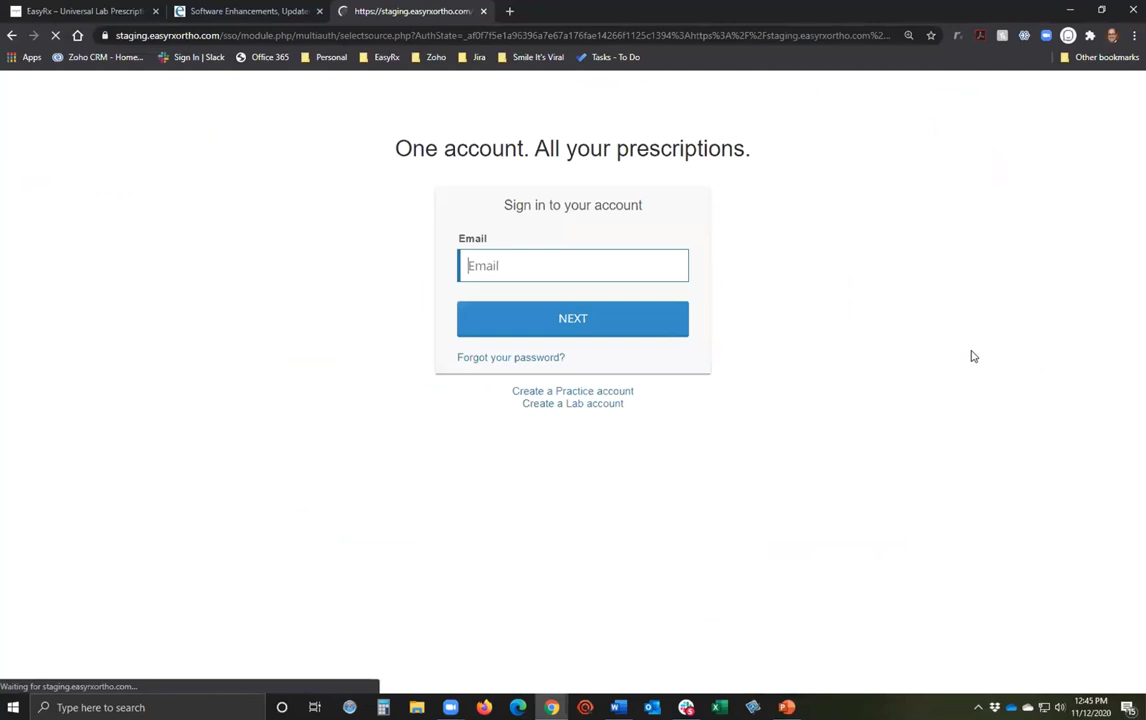 EasyRx – Universal Lab Prescripti
Software Enhancements, Update
https://staging.easyrxortho.com/
staging.easyrxortho.com/sso/module.php/multiauth/selectsource.php?AuthState=_af0f7f5e1a96396a7e67a176fae14266f1125c1394%3Ahttps%3A%2F%2Fstaging.easyrxortho.com%2...
Apps
Zoho CRM - Home...
Sign In | Slack
Office 365
Personal
EasyRx
Zoho
Jira
Smile It's Viral
Tasks - To Do
Other bookmarks
One account. All your prescriptions.
Sign in to your account
Email
Email
NEXT
Forgot your password?
Create a Practice account
Create a Lab account
Waiting for staging.easyrxortho.com...
Type here to search
12:45 PM
11/12/2020
15